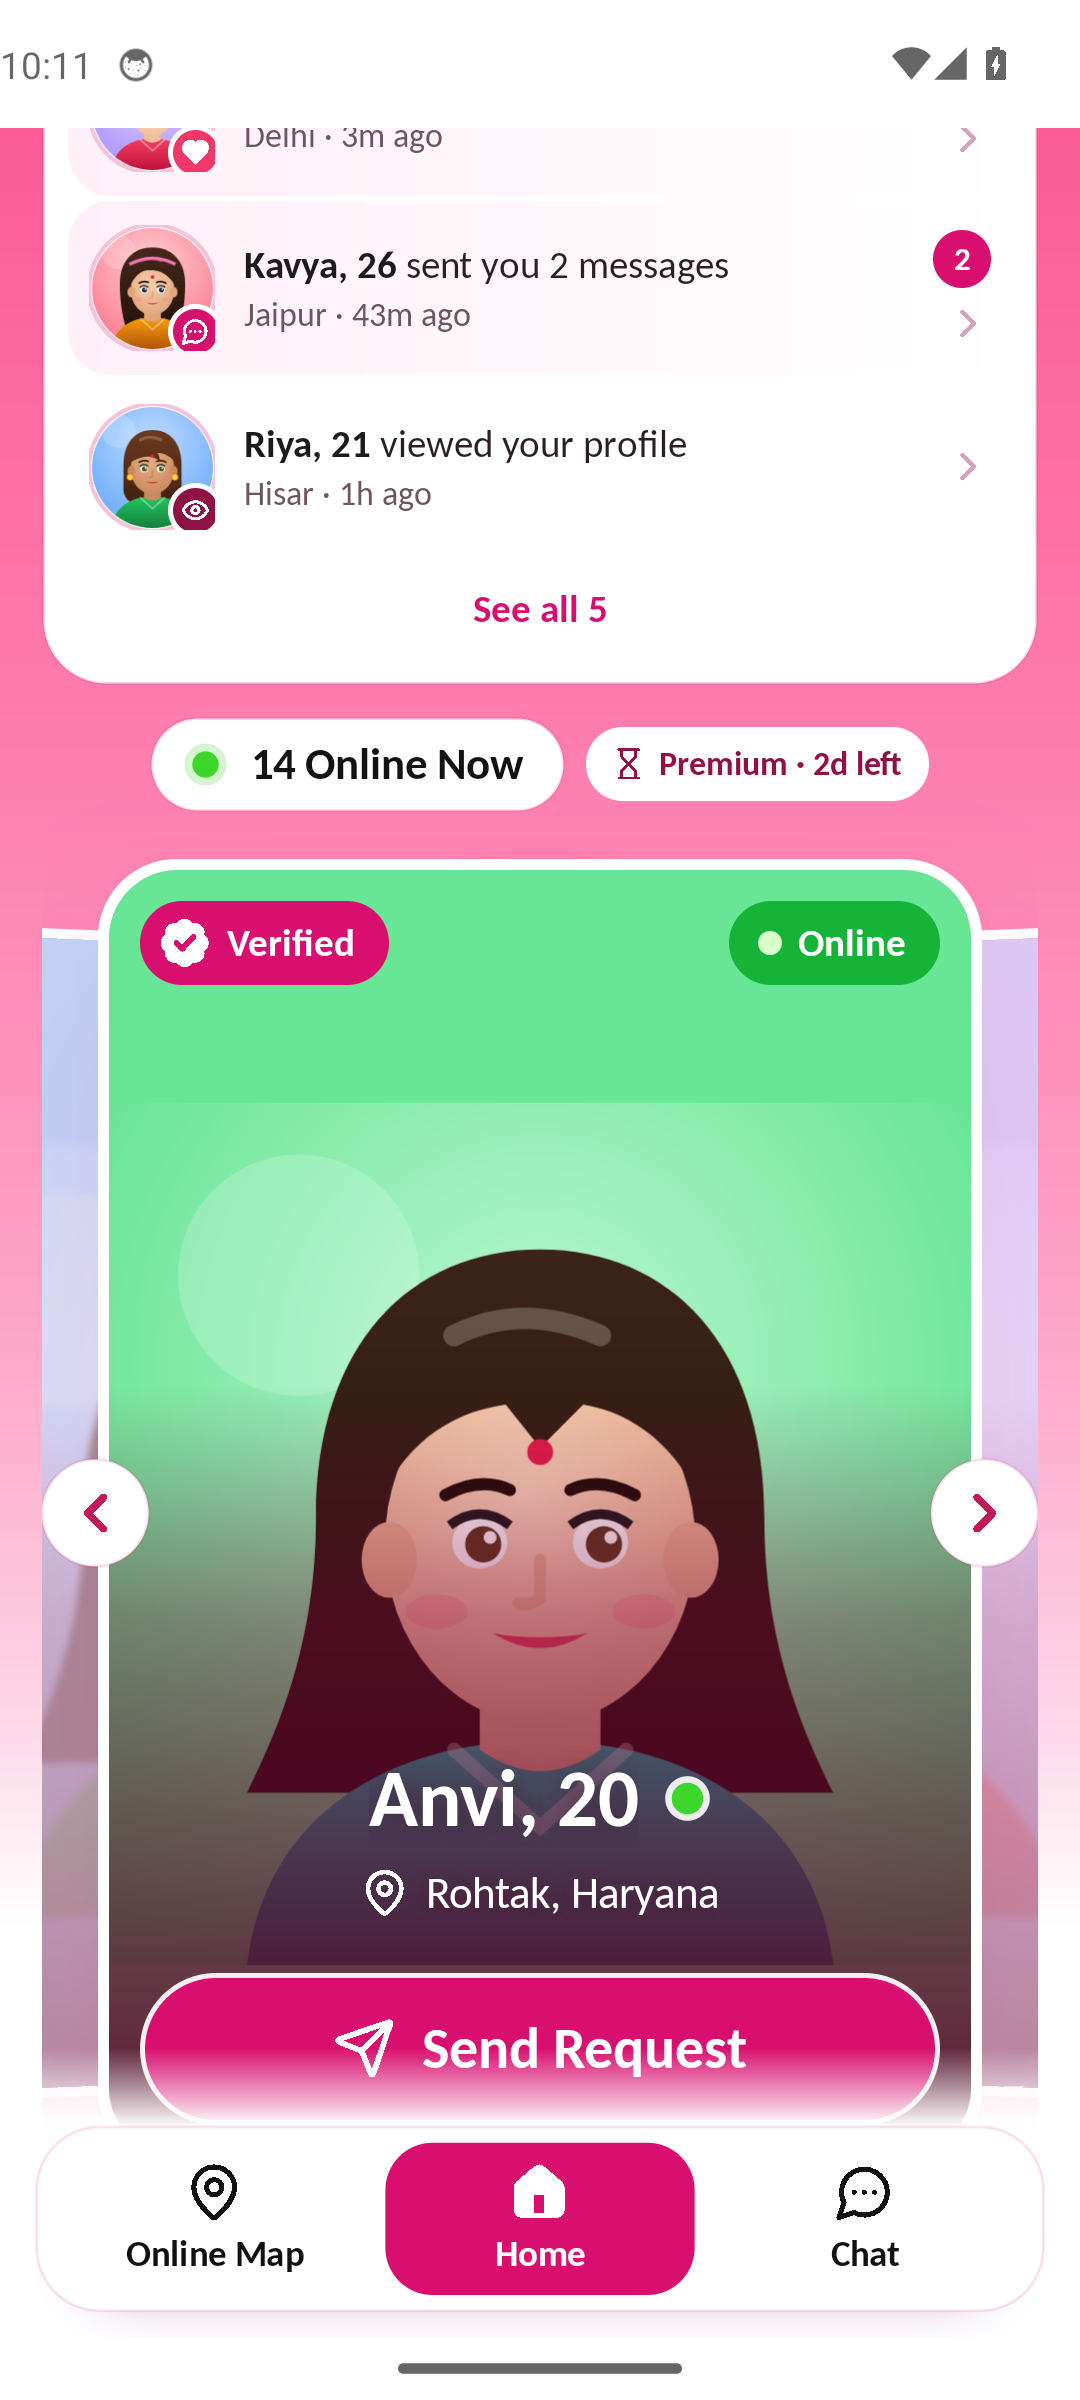 10:11
Delhi · 3m ago
Kavya, 26 sent you 2 messages
2
Jaipur · 43m ago
Riya, 21 viewed your profile
Hisar · 1h ago
See all 5
14 Online Now
Premium · 2d left
Verified
Online
Anvi, 20
Rohtak, Haryana
Send Request
Online Map
Home
Chat